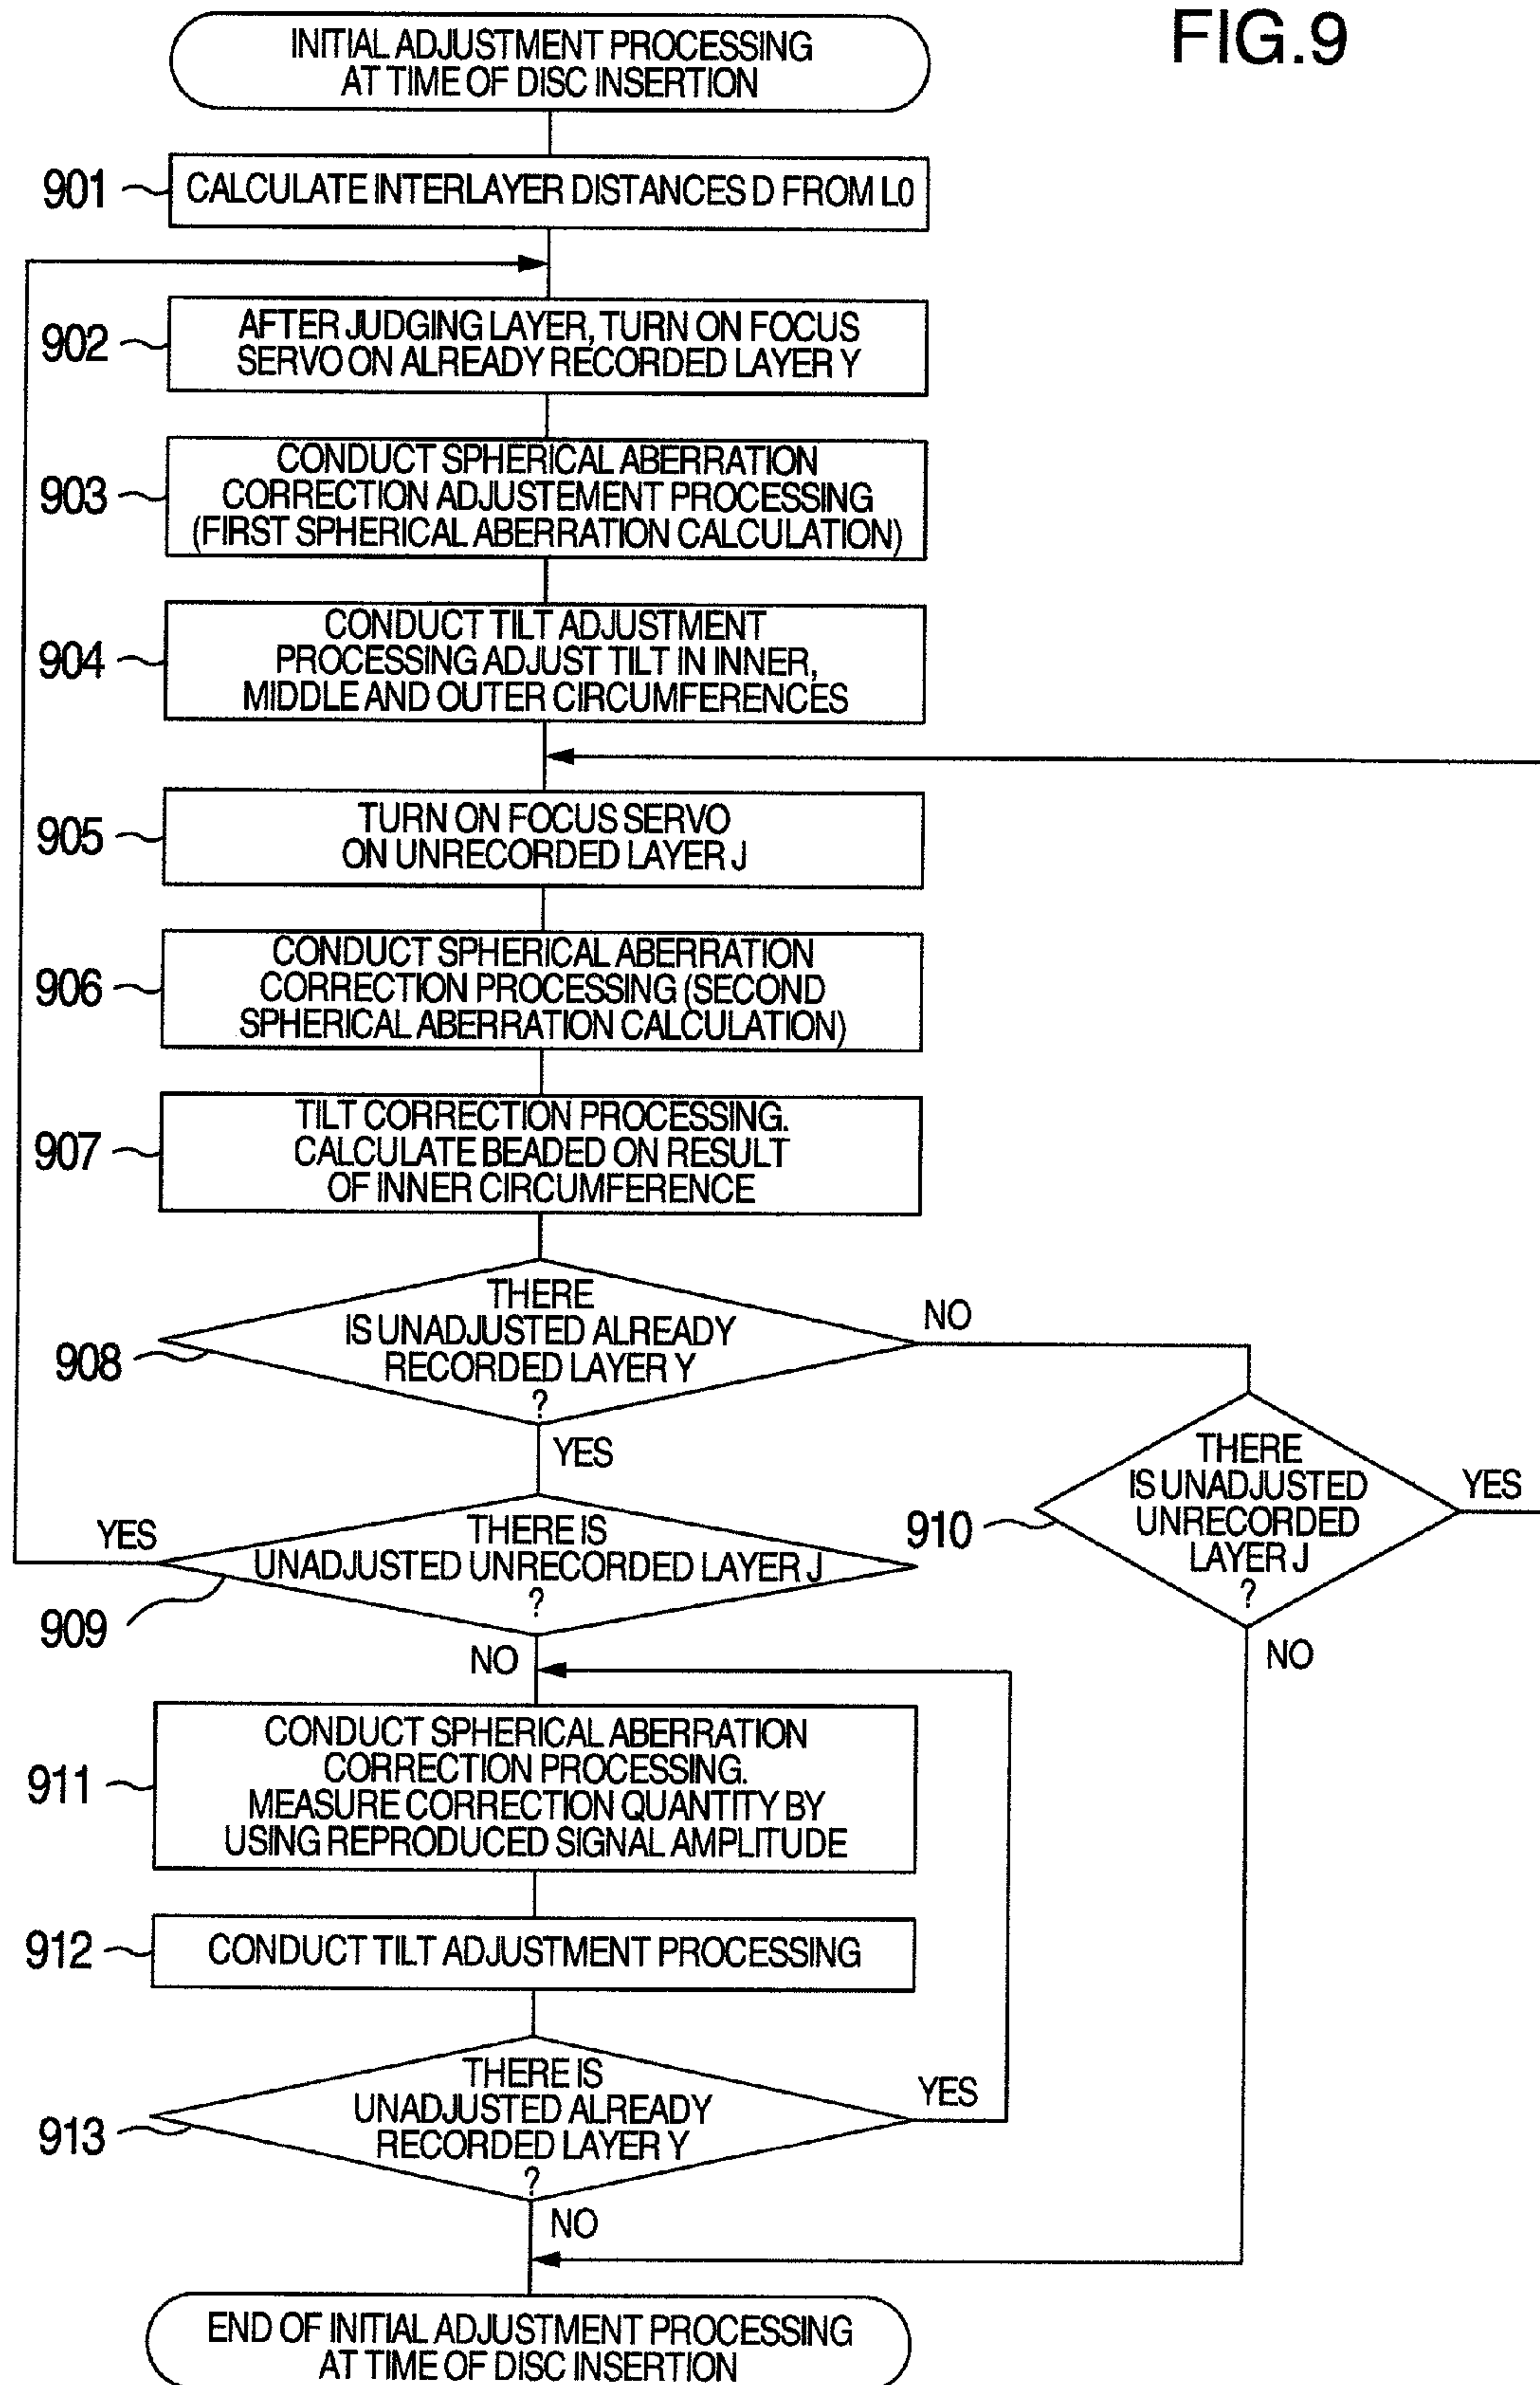 FIG.9
INITIAL ADJUSTMENT PROCESSING
AT TIME OF DISC INSERTION
901
CALCULATE INTERLAYER DISTANCES D FROM L0
902
AFTER JUDGING LAYER, TURN ON FOCUS
SERVO ON ALREADY RECORDED LAYER Y
903
CONDUCT SPHERICAL ABERRATION
CORRECTION ADJUSTEMENT PROCESSING
(FIRST SPHERICAL ABERRATION CALCULATION)
904
CONDUCT TILT ADJUSTMENT
PROCESSING ADJUST TILT IN INNER,
MIDDLE AND OUTER CIRCUMFERENCES
905
TURN ON FOCUS SERVO
ON UNRECORDED LAYER J
906
CONDUCT SPHERICAL ABERRATION
CORRECTION PROCESSING (SECOND
SPHERICAL ABERRATION CALCULATION)
907
TILT CORRECTION PROCESSING.
CALCULATE BEADED ON RESULT
OF INNER CIRCUMFERENCE
908
THERE
IS UNADJUSTED ALREADY
RECORDED LAYER Y
?
NO
YES
909
THERE IS
UNADJUSTED UNRECORDED LAYER J
?
YES
NO
910
THERE
IS UNADJUSTED
UNRECORDED
LAYER J
?
YES
NO
911
CONDUCT SPHERICAL ABERRATION
CORRECTION PROCESSING.
MEASURE CORRECTION QUANTITY BY
USING REPRODUCED SIGNAL AMPLITUDE
912
CONDUCT TILT ADJUSTMENT PROCESSING
913
THERE IS
UNADJUSTED ALREADY
RECORDED LAYER Y
?
YES
NO
END OF INITIAL ADJUSTMENT PROCESSING
AT TIME OF DISC INSERTION